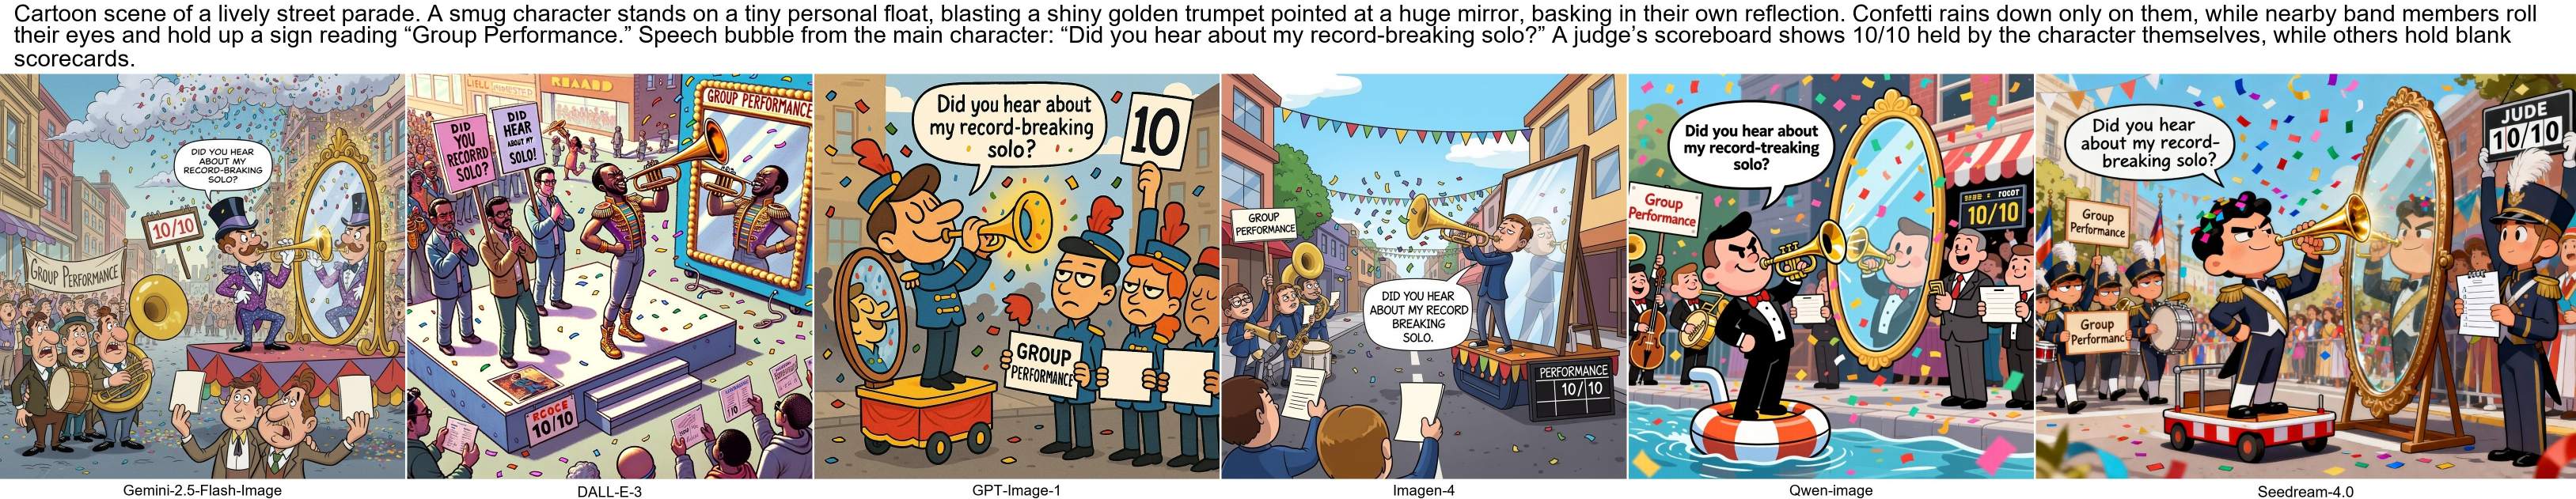 Cartoon scene of a lively street parade. A smug character stands on a tiny personal float, blasting a shiny golden trumpet pointed at a huge mirror, basking in their own reflection. Confetti rains down only on them, while nearby band members roll
their eyes and hold up a sign reading “Group Performance.” Speech bubble from the main character: “Did you hear about my record-breaking solo?” A judge’s scoreboard shows 10/10 held by the character themselves, while others hold blank
scorecards.
DID YOU HEAR
ABOUT MY
RECORD-BRAKING
SOLO?
10/10
GROUP PERFORMANCE
GROUP PERFORMANCE
DID
YOU
RECORRD
SOLO?
DID
HEAR
ABOUT MY
SOLO!
RCOCE
10/10
Did you hear about
my record-breaking
solo?
10
GROUP
PERFORMANCE
GROUP
PERFORMANCE
DID YOU HEAR
ABOUT MY RECORD
BREAKING
SOLO.
PERFORMANCE
10/10
Did you hear about
my record-treaking
solo?
Group
Performance
10/10
Did you hear
about my record-
breaking solo?
JUDE
10/10
Group
Performance
Group
Performanc
Gemini-2.5-Flash-Image
DALL-E-3
GPT-Image-1
Imagen-4
Qwen-image
Seedream-4.0